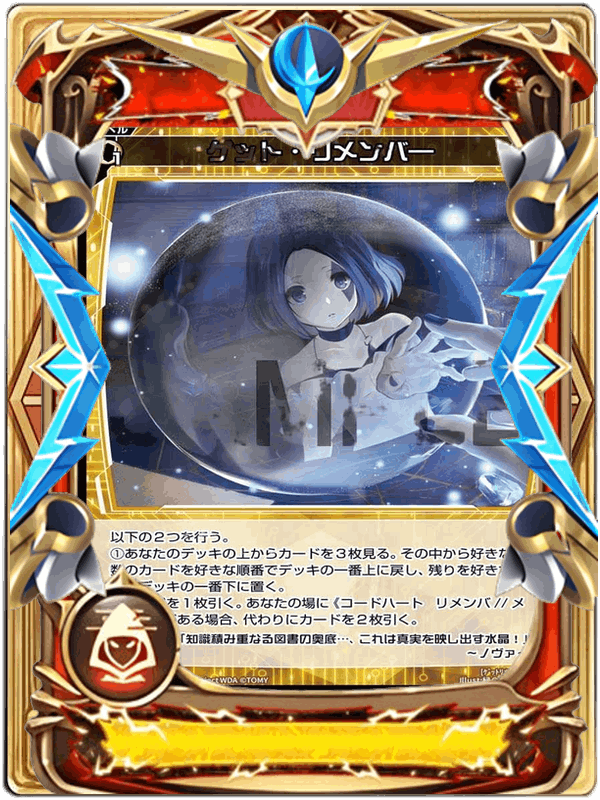 ゲット・リメンバー
以下の２つを行う。
①あなたのデッキの上からカードを３枚見る。その中から好きな
数のカードを好きな順番でデッキの一番上に戻し、残りを好きな
デッキの一番下に置く。
を１枚引く。あなたの場に《コードハート　リメンバ//メ
ある場合、代わりにカードを２枚引く。
「知識積み重なる図書の奥底…、これは真実を映し出す水晶！！
～ノヴァ
ject WDA ©TOMY